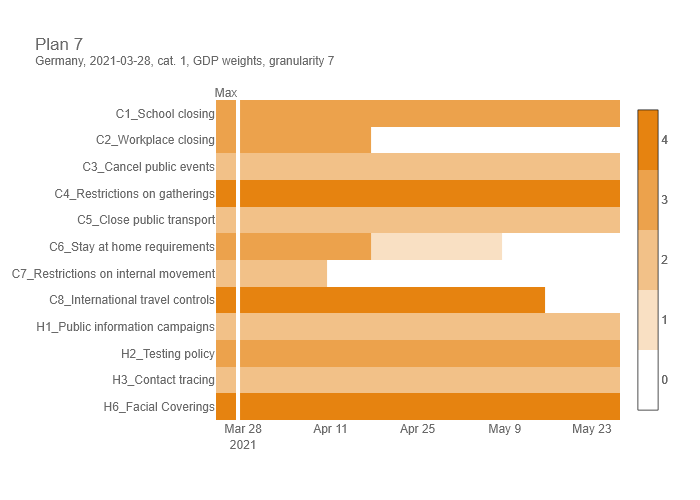 Plan 7
Germany, 2021-03-28, cat. 1, GDP weights, granularity 7
Max
C1_School closing
C2_Workplace closing
C3_Cancel public events
C4_Restrictions on gatherings
C5_Close public transport
C6_Stay at home requirements
C7_Restrictions on internal movement
C8_International travel controls
H1_Public information campaigns
H2_Testing policy
H3_Contact tracing
H6_Facial Coverings
Mar 28 Apr 11 Apr 25 May 9 May 23
2021
4
3
2
1
0